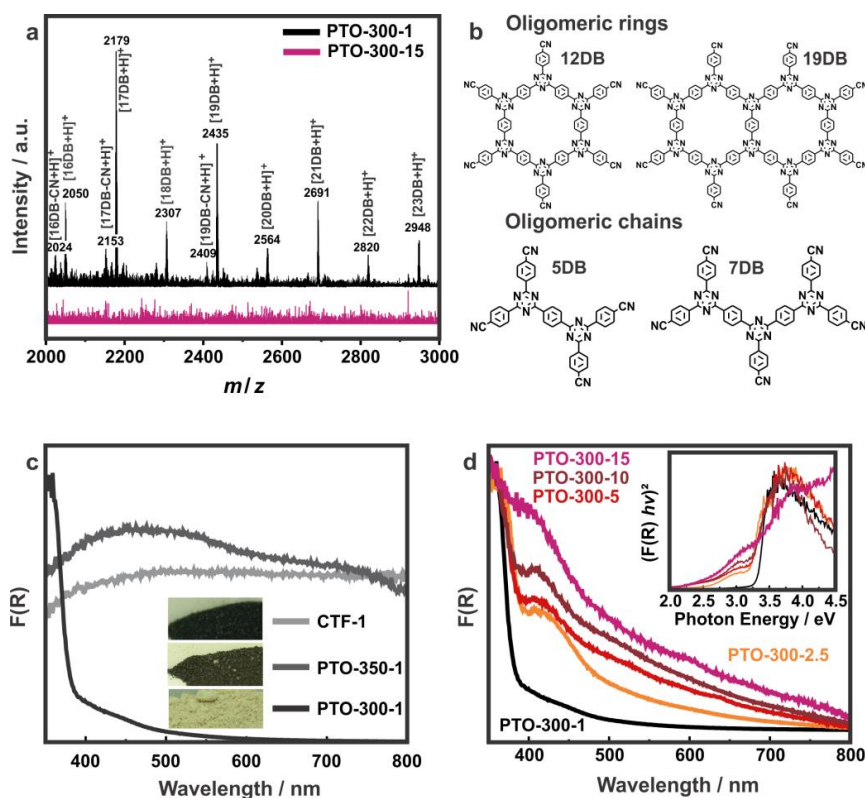 a
PTO-300-1
PTO-300-15
Intensity / a.u.
[16DB-CN+H]⁺
2024
[16DB+H]⁺
2050
[17DB-CN+H]⁺
2153
2179
[17DB+H]⁺
[18DB+H]⁺
2307
[19DB-CN+H]⁺
2409
[19DB+H]⁺
2435
[20DB+H]⁺
2564
[21DB+H]⁺
2691
[22DB+H]⁺
2820
[23DB+H]⁺
2948
2000 2200 2400 2600 2800 3000
m / z
b
Oligomeric rings
12DB
19DB
Oligomeric chains
5DB
7DB
c
F(R)
CTF-1
PTO-350-1
PTO-300-1
400 500 600 700 800
Wavelength / nm
d
F(R)
PTO-300-15
PTO-300-10
PTO-300-5
PTO-300-2.5
PTO-300-1
(F(R) hν)²
2.0 2.5 3.0 3.5 4.0 4.5
Photon Energy / eV
400 500 600 700 800
Wavelength / nm